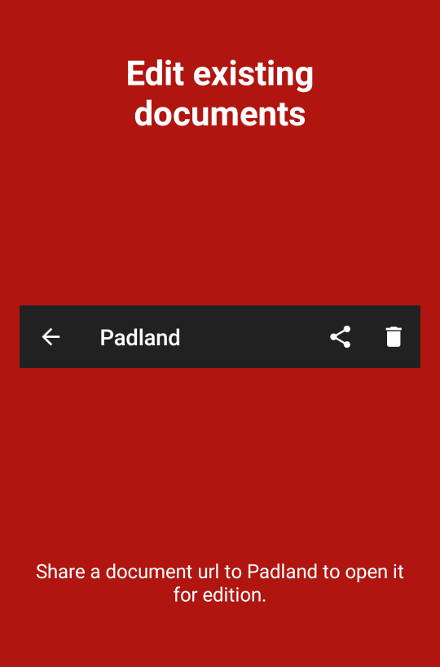 Edit existing
documents
Padland
Share a document url to Padland to open it
for edition.